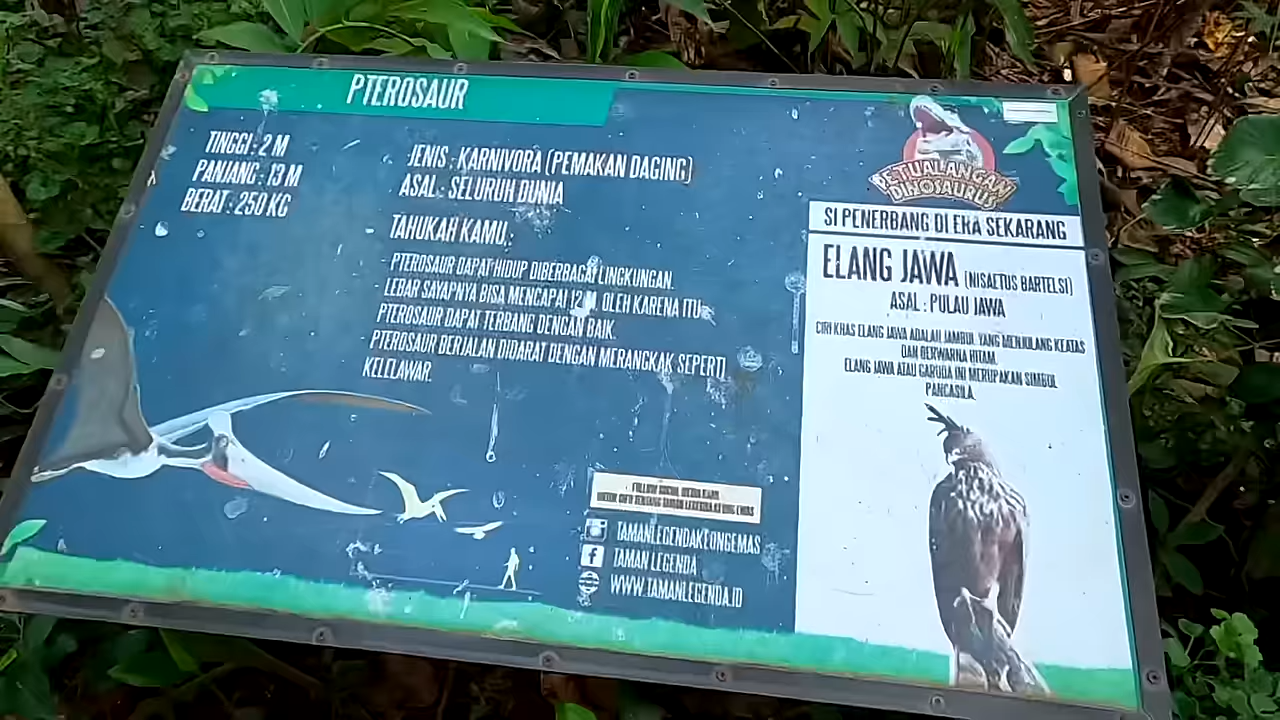 PTEROSAUR
TINGGI : 2 M
PANJANG : 13 M
BERAT : 250 KG
JENIS : KARNIVORA (PEMAKAN DAGING)
ASAL : SELURUH DUNIA
TAHUKAH KAMU :
- PTEROSAUR DAPAT HIDUP DIBERBAGAI LINGKUNGAN.
- LEBAR SAYAPNYA BISA MENCAPAI 12 M. OLEH KARENA ITU
PTEROSAUR DAPAT TERBANG DENGAN BAIK.
- PTEROSAUR BERJALAN DIDARAT DENGAN MERANGKAK SEPERTI
KELELAWAR.
TAMANLEGENDAKEONGEMAS
TAMAN LEGENDA
WWW.TAMANLEGENDA.ID
PETUALANGAN
DINOSAURUS
SI PENERBANG DI ERA SEKARANG
ELANG JAWA (NISAETUS BARTELSI)
ASAL : PULAU JAWA
CIRI KHAS ELANG JAWA ADALAH JAMBUL YANG MENJULANG KEATAS
DAN BERWARNA HITAM.
ELANG JAWA ATAU GARUDA INI MERUPAKAN SIMBOL
PANCASILA.